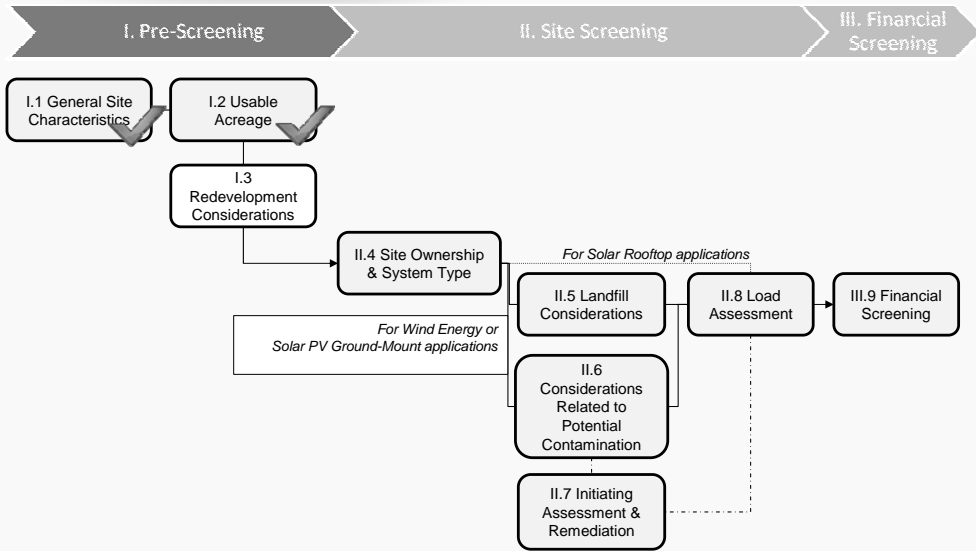 I. Pre-Screening
II. Site Screening
III. Financial
Screening
I.1 General Site
Characteristics
I.2 Usable
Acreage
I.3
Redevelopment
Considerations
II.4 Site Ownership
& System Type
For Solar Rooftop applications
II.5 Landfill
Considerations
II.8 Load
Assessment
III.9 Financial
Screening
For Wind Energy or
Solar PV Ground-Mount applications
II.6
Considerations
Related to
Potential
Contamination
II.7 Initiating
Assessment &
Remediation